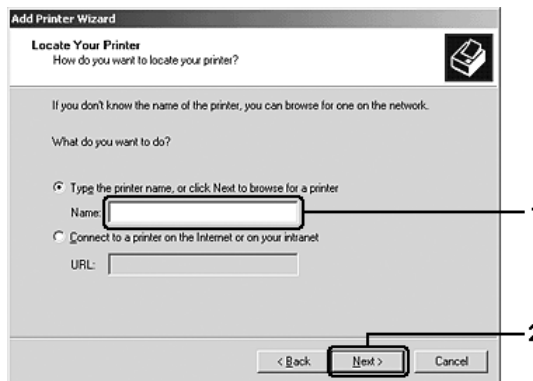 Add Printer Wizard
Locate Your Printer
How do you want to locate your printer?
If you don't know the name of the printer, you can browse for one on the network.
What do you want to do?
Type the printer name, or click Next to browse for a printer
Name:
1
Connect to a printer on the Internet or on your intranet
URL:
2
< Back Next > Cancel